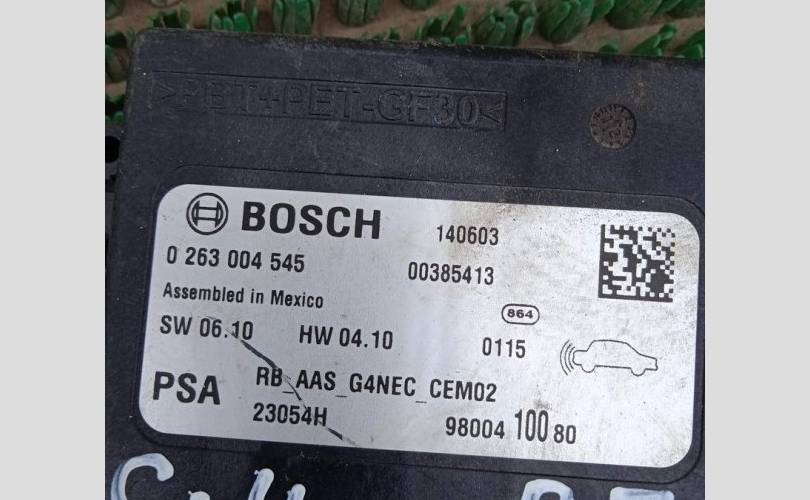 >PBT+PET-GF30<
BOSCH 140603
0 263 004 545 00385413
Assembled in Mexico 864
SW 06.10 HW 04.10 0115
PSA RB_AAS_G4NEC_CEM02
23054H 98004 100 80